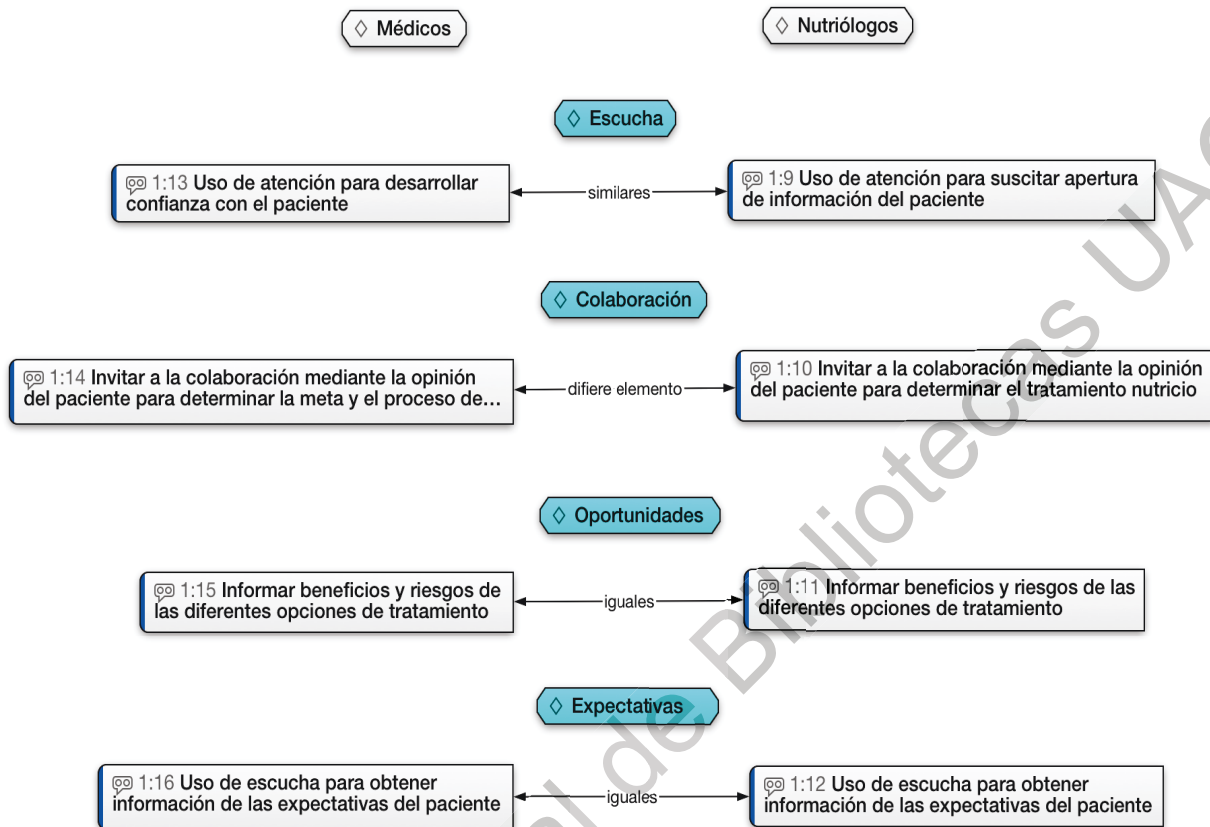 Médicos
Nutriólogos
Escucha
1:13 Uso de atención para desarrollar
confianza con el paciente
similares
1:9 Uso de atención para suscitar apertura
de información del paciente
Colaboración
1:14 Invitar a la colaboración mediante la opinión
del paciente para determinar la meta y el proceso de...
difiere elemento
1:10 Invitar a la colaboración mediante la opinión
del paciente para determinar el tratamiento nutricio
Oportunidades
1:15 Informar beneficios y riesgos de
las diferentes opciones de tratamiento
iguales
1:11 Informar beneficios y riesgos de las
diferentes opciones de tratamiento
Expectativas
1:16 Uso de escucha para obtener
información de las expectativas del paciente
iguales
1:12 Uso de escucha para obtener
información de las expectativas del paciente
de Bibliotecas